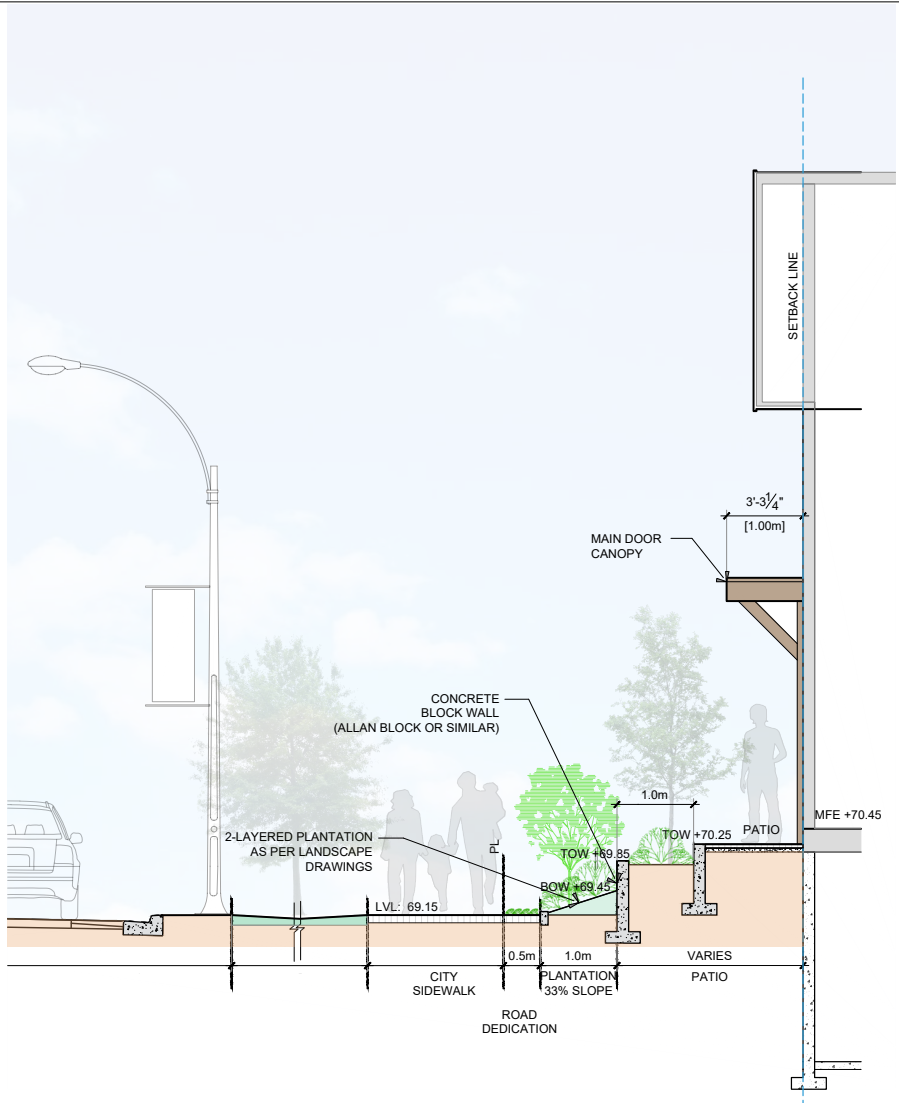 SETBACK LINE
3'-3 1/4"
[1.00m]
MAIN DOOR
CANOPY
CONCRETE
BLOCK WALL
(ALLAN BLOCK OR SIMILAR)
1.0m
MFE +70.45
2-LAYERED PLANTATION
AS PER LANDSCAPE
DRAWINGS
PL
TOW +70.25
PATIO
TOW +69.85
BOW +69.45
LVL: 69.15
0.5m
1.0m
VARIES
CITY
SIDEWALK
PLANTATION
33% SLOPE
PATIO
ROAD
DEDICATION